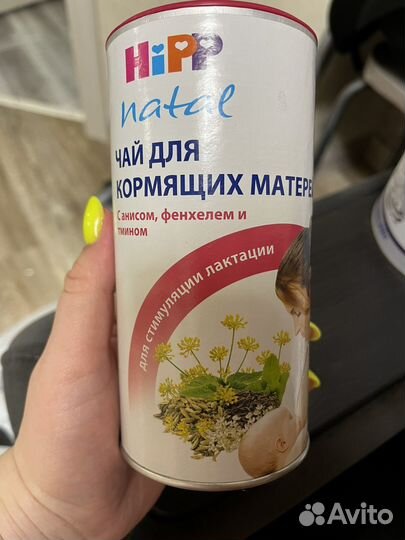 HiPP
natal
ЧАЙ ДЛЯ
КОРМЯЩИХ МАТЕРЕ
С анисом, фенхелем и
тмином
для стимуляции лактации
Avito